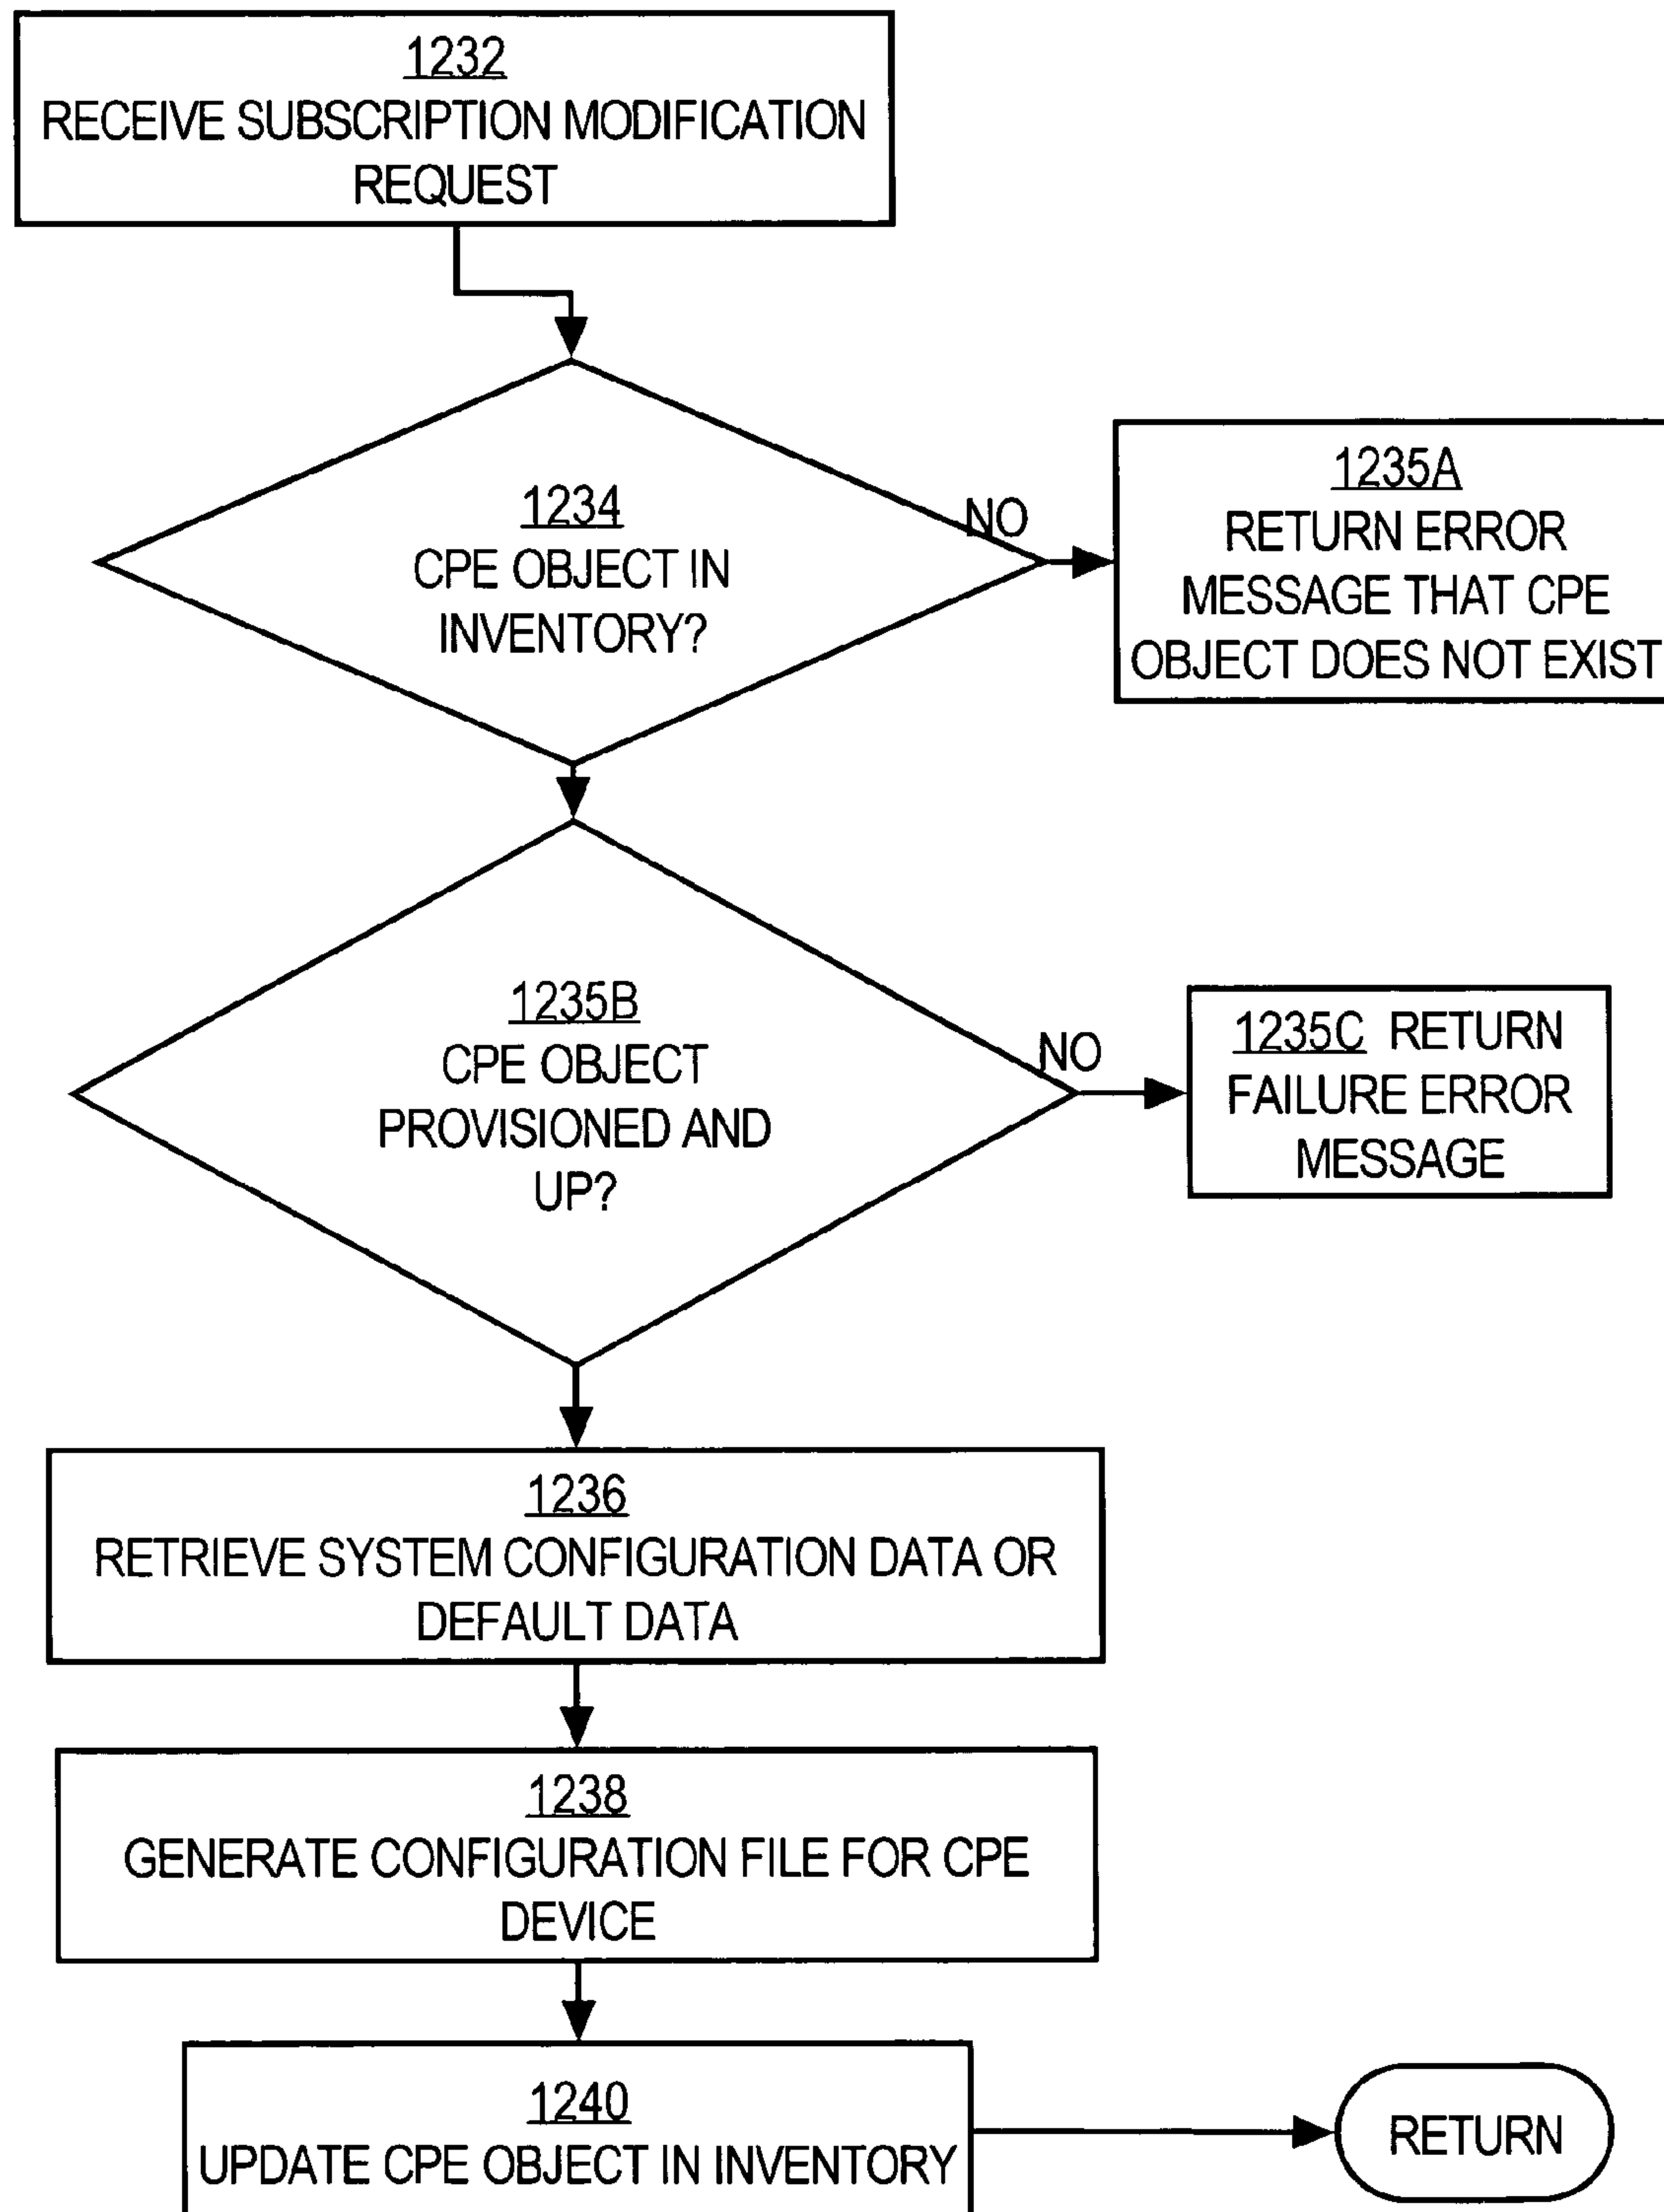 1232
RECEIVE SUBSCRIPTION MODIFICATION
REQUEST
1234
CPE OBJECT IN
INVENTORY?
NO
1235A
RETURN ERROR
MESSAGE THAT CPE
OBJECT DOES NOT EXIST
1235B
CPE OBJECT
PROVISIONED AND
UP?
NO
1235C RETURN
FAILURE ERROR
MESSAGE
1236
RETRIEVE SYSTEM CONFIGURATION DATA OR
DEFAULT DATA
1238
GENERATE CONFIGURATION FILE FOR CPE
DEVICE
1240
UPDATE CPE OBJECT IN INVENTORY
RETURN